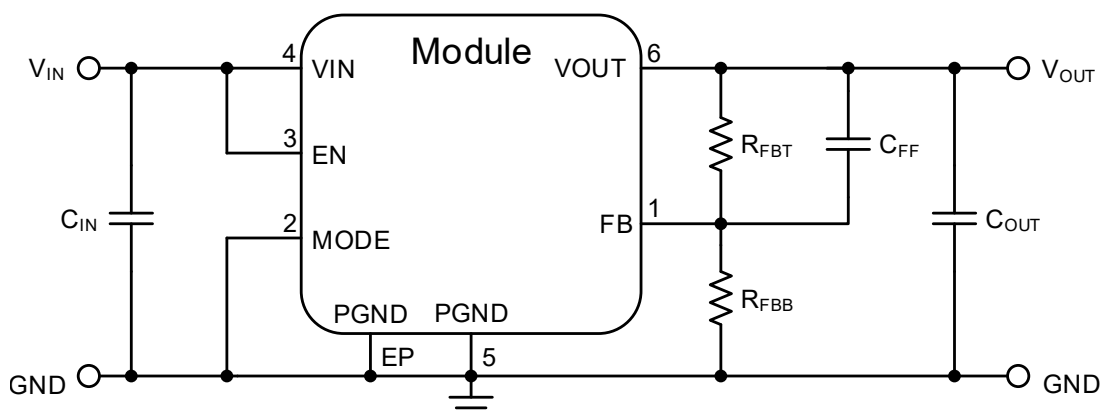 Module
4
VIN
VOUT
6
V_IN
V_OUT
3
EN
R_FBT
C_FF
2
MODE
FB
1
C_IN
C_OUT
R_FBB
PGND
PGND
EP
5
GND
GND